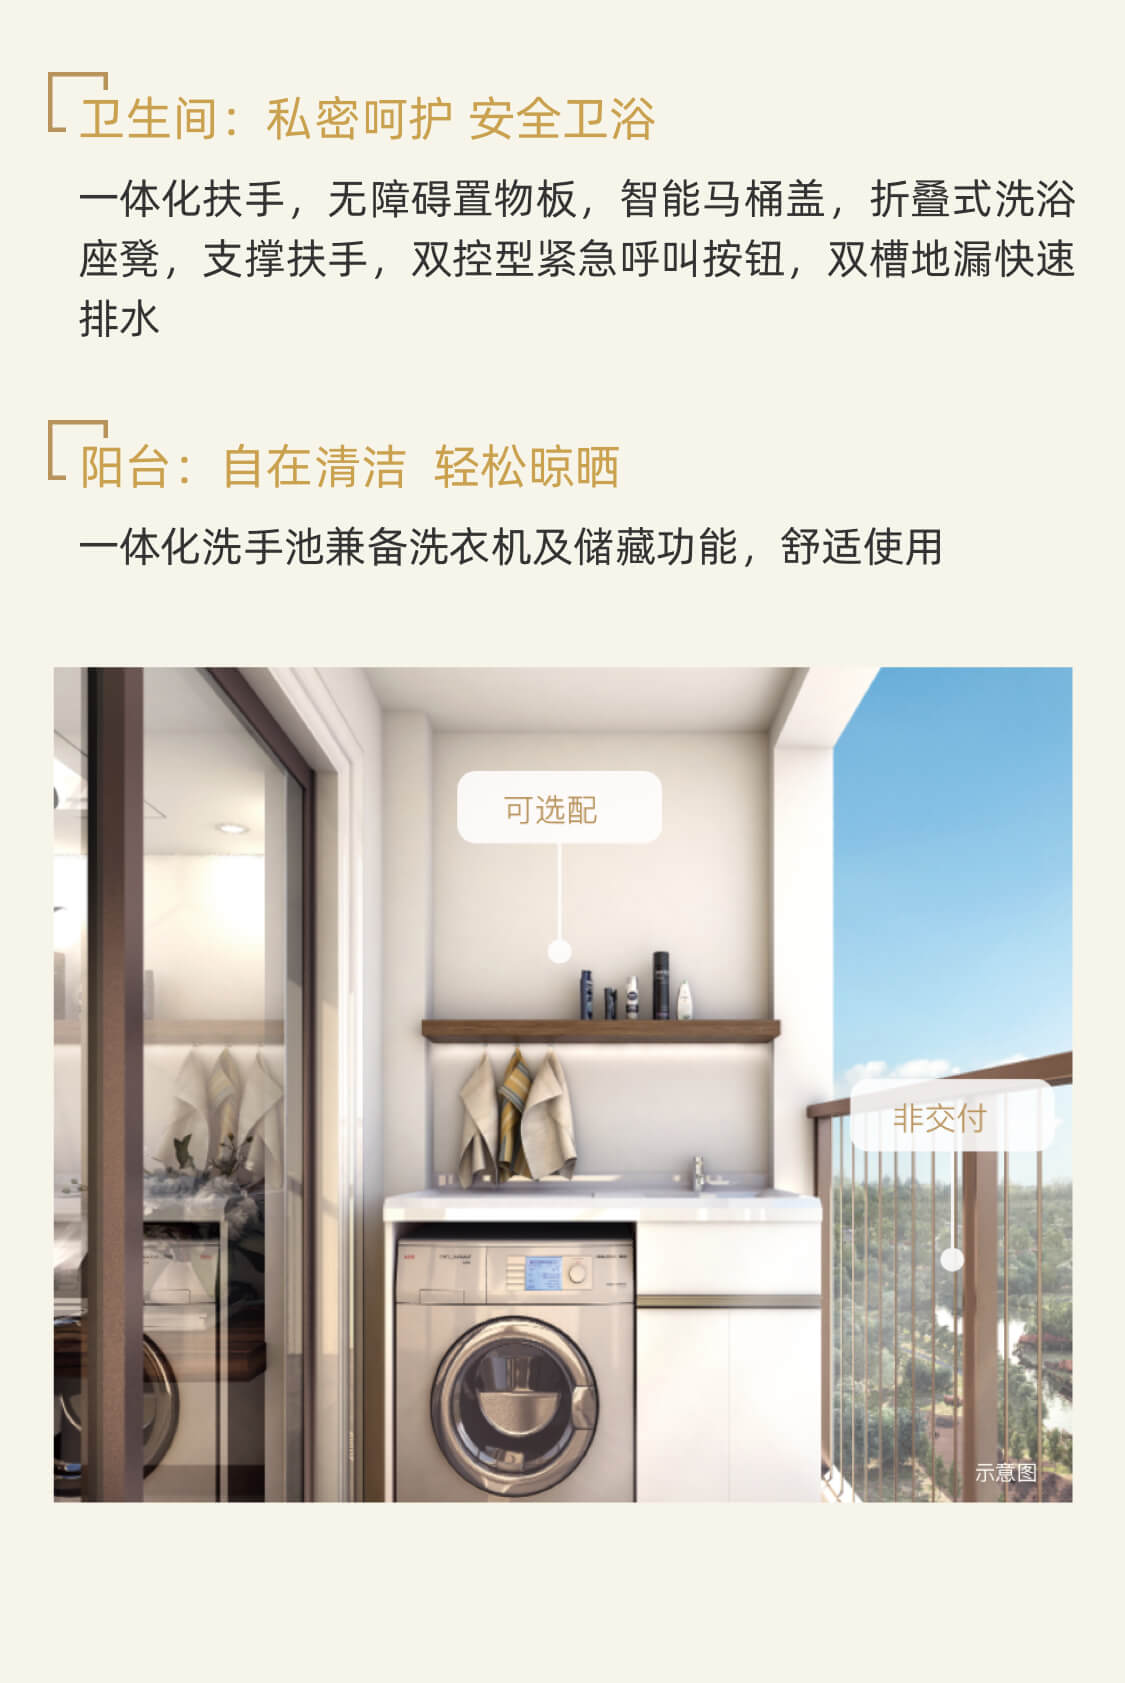 卫生间：私密呵护 安全卫浴
一体化扶手，无障碍置物板，智能马桶盖，折叠式洗浴
座凳，支撑扶手，双控型紧急呼叫按钮，双槽地漏快速
排水
阳台：自在清洁 轻松晾晒
一体化洗手池兼备洗衣机及储藏功能，舒适使用
可选配
非交付
示意图